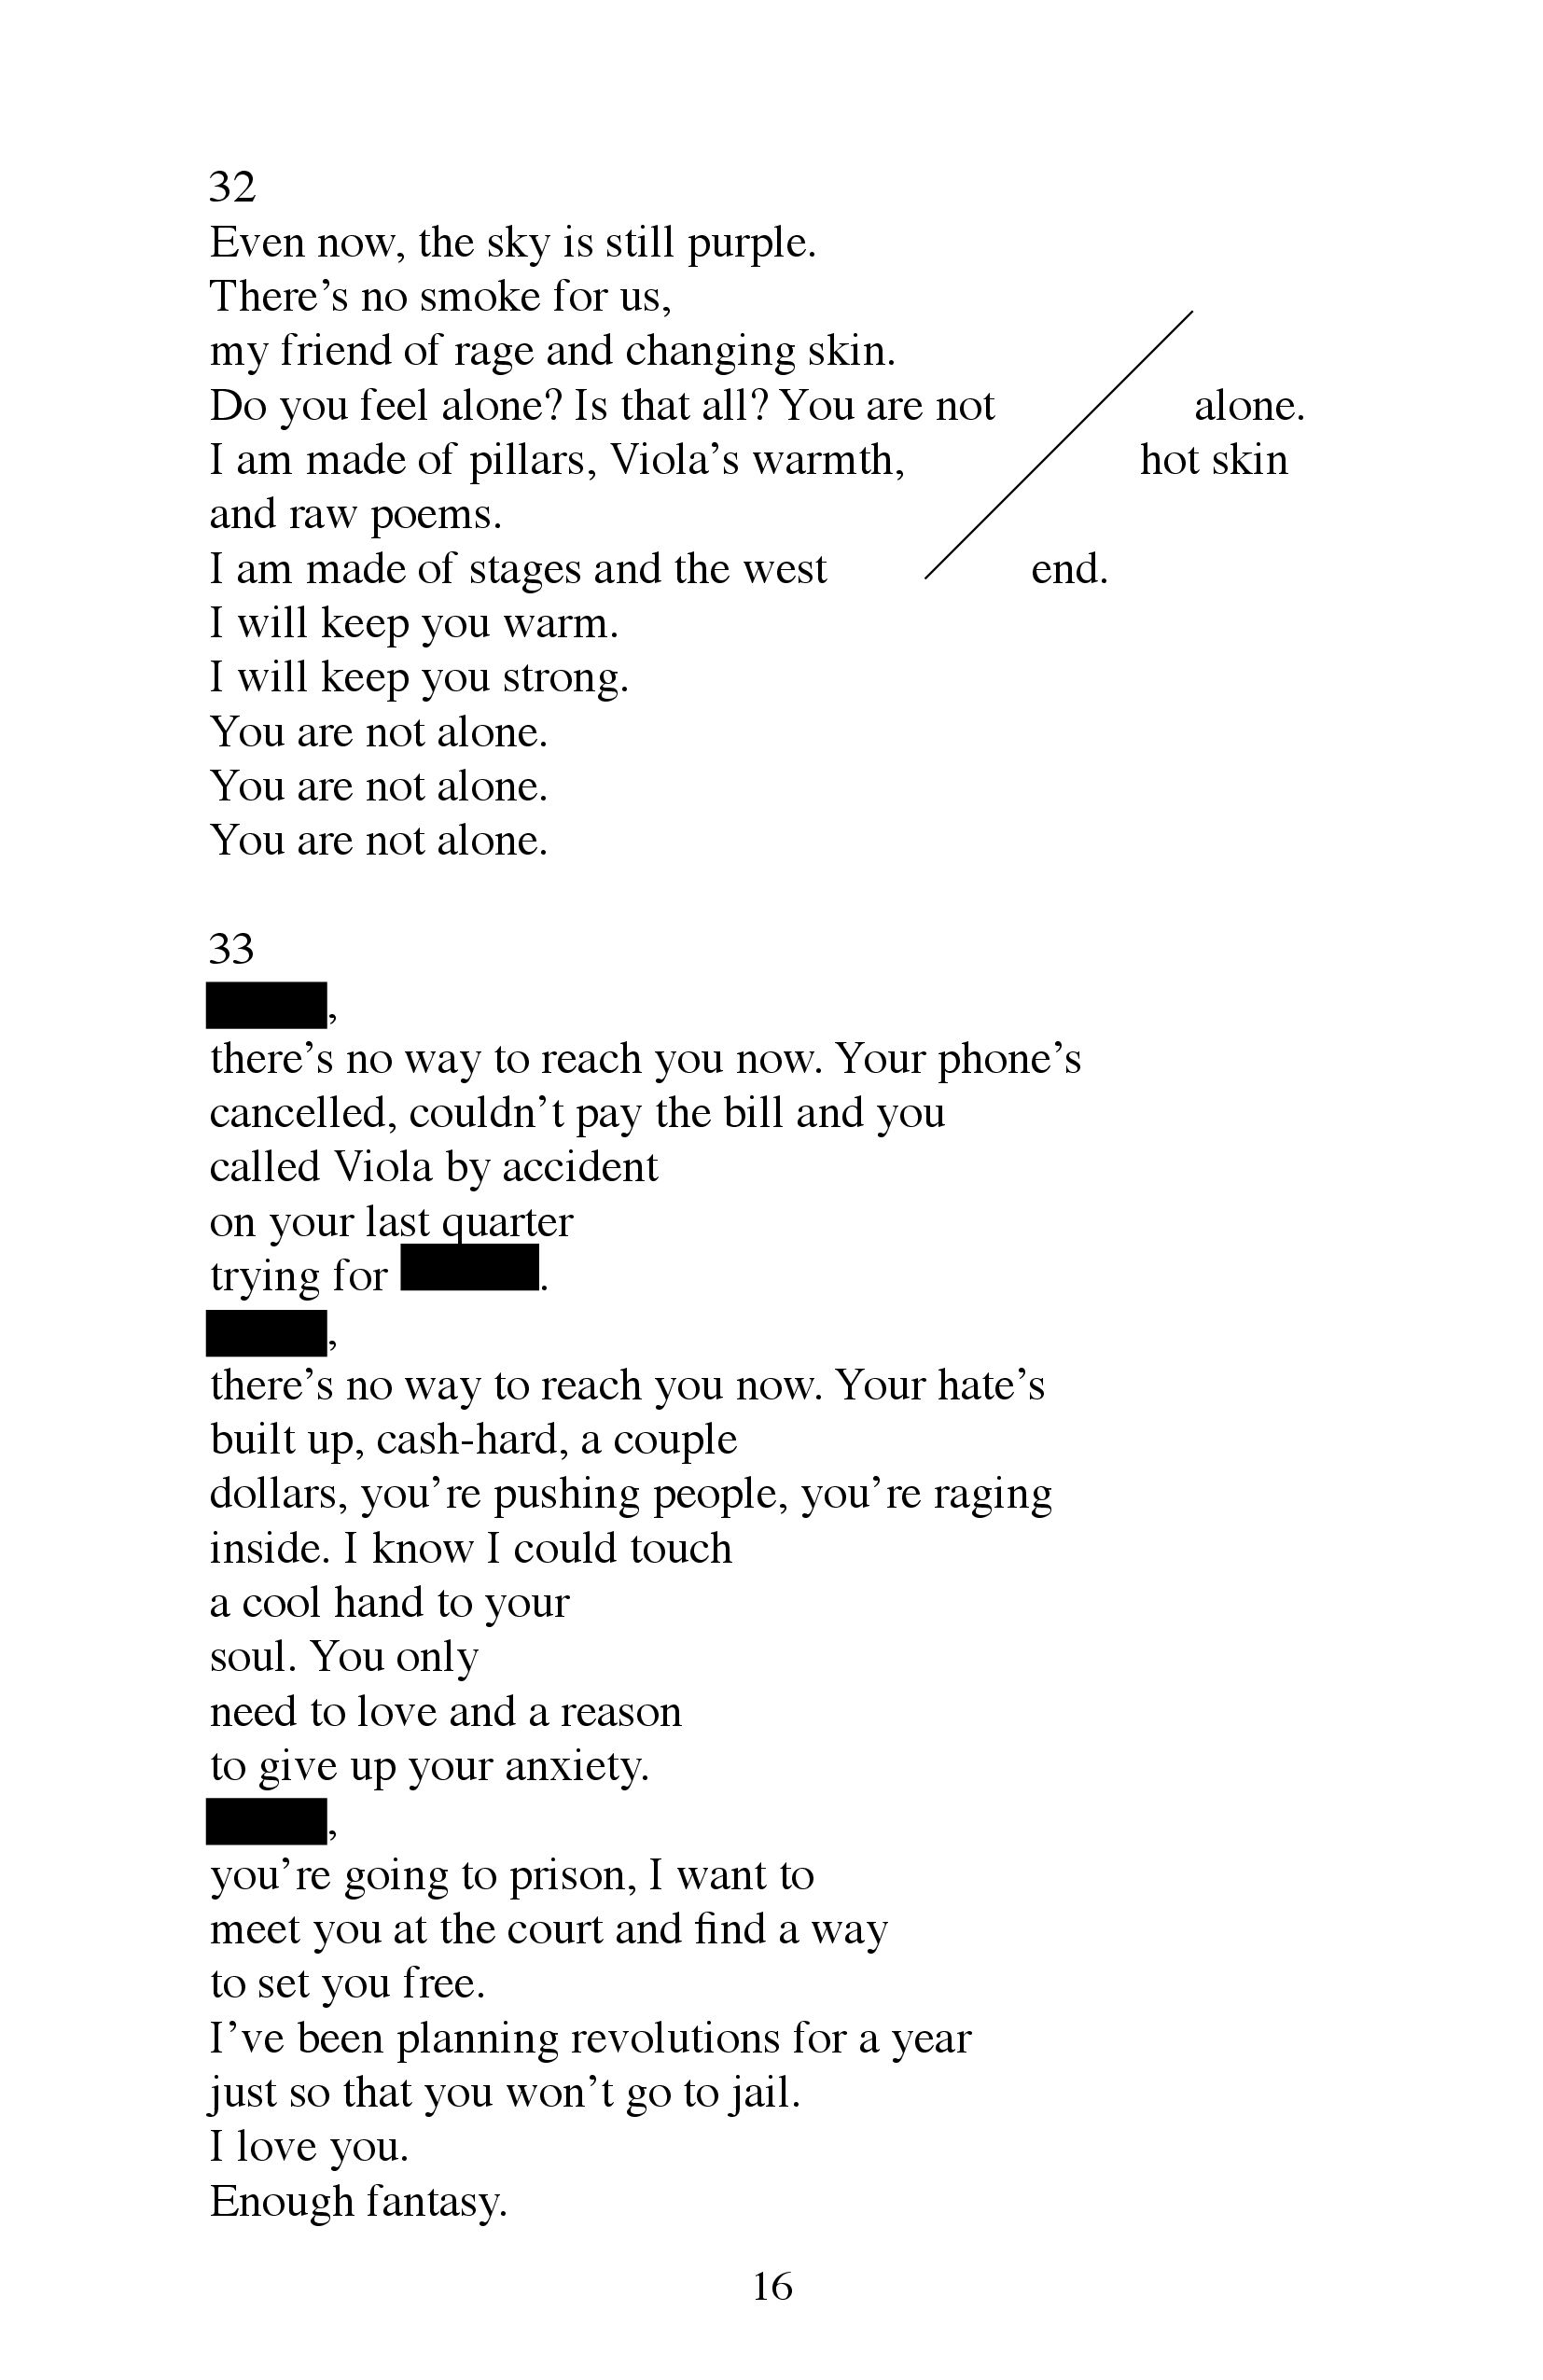 32
Even now, the sky is still purple.
There’s no smoke for us,
my friend of rage and changing skin.
Do you feel alone? Is that all? You are not alone.
I am made of pillars, Viola’s warmth, hot skin
and raw poems.
I am made of stages and the west end.
I will keep you warm.
I will keep you strong.
You are not alone.
You are not alone.
You are not alone.
33
,
there’s no way to reach you now. Your phone’s
cancelled, couldn’t pay the bill and you
called Viola by accident
on your last quarter
trying for .
,
there’s no way to reach you now. Your hate’s
built up, cash-hard, a couple
dollars, you’re pushing people, you’re raging
inside. I know I could touch
a cool hand to your
soul. You only
need to love and a reason
to give up your anxiety.
,
you’re going to prison, I want to
meet you at the court and find a way
to set you free.
I’ve been planning revolutions for a year
just so that you won’t go to jail.
I love you.
Enough fantasy.
16